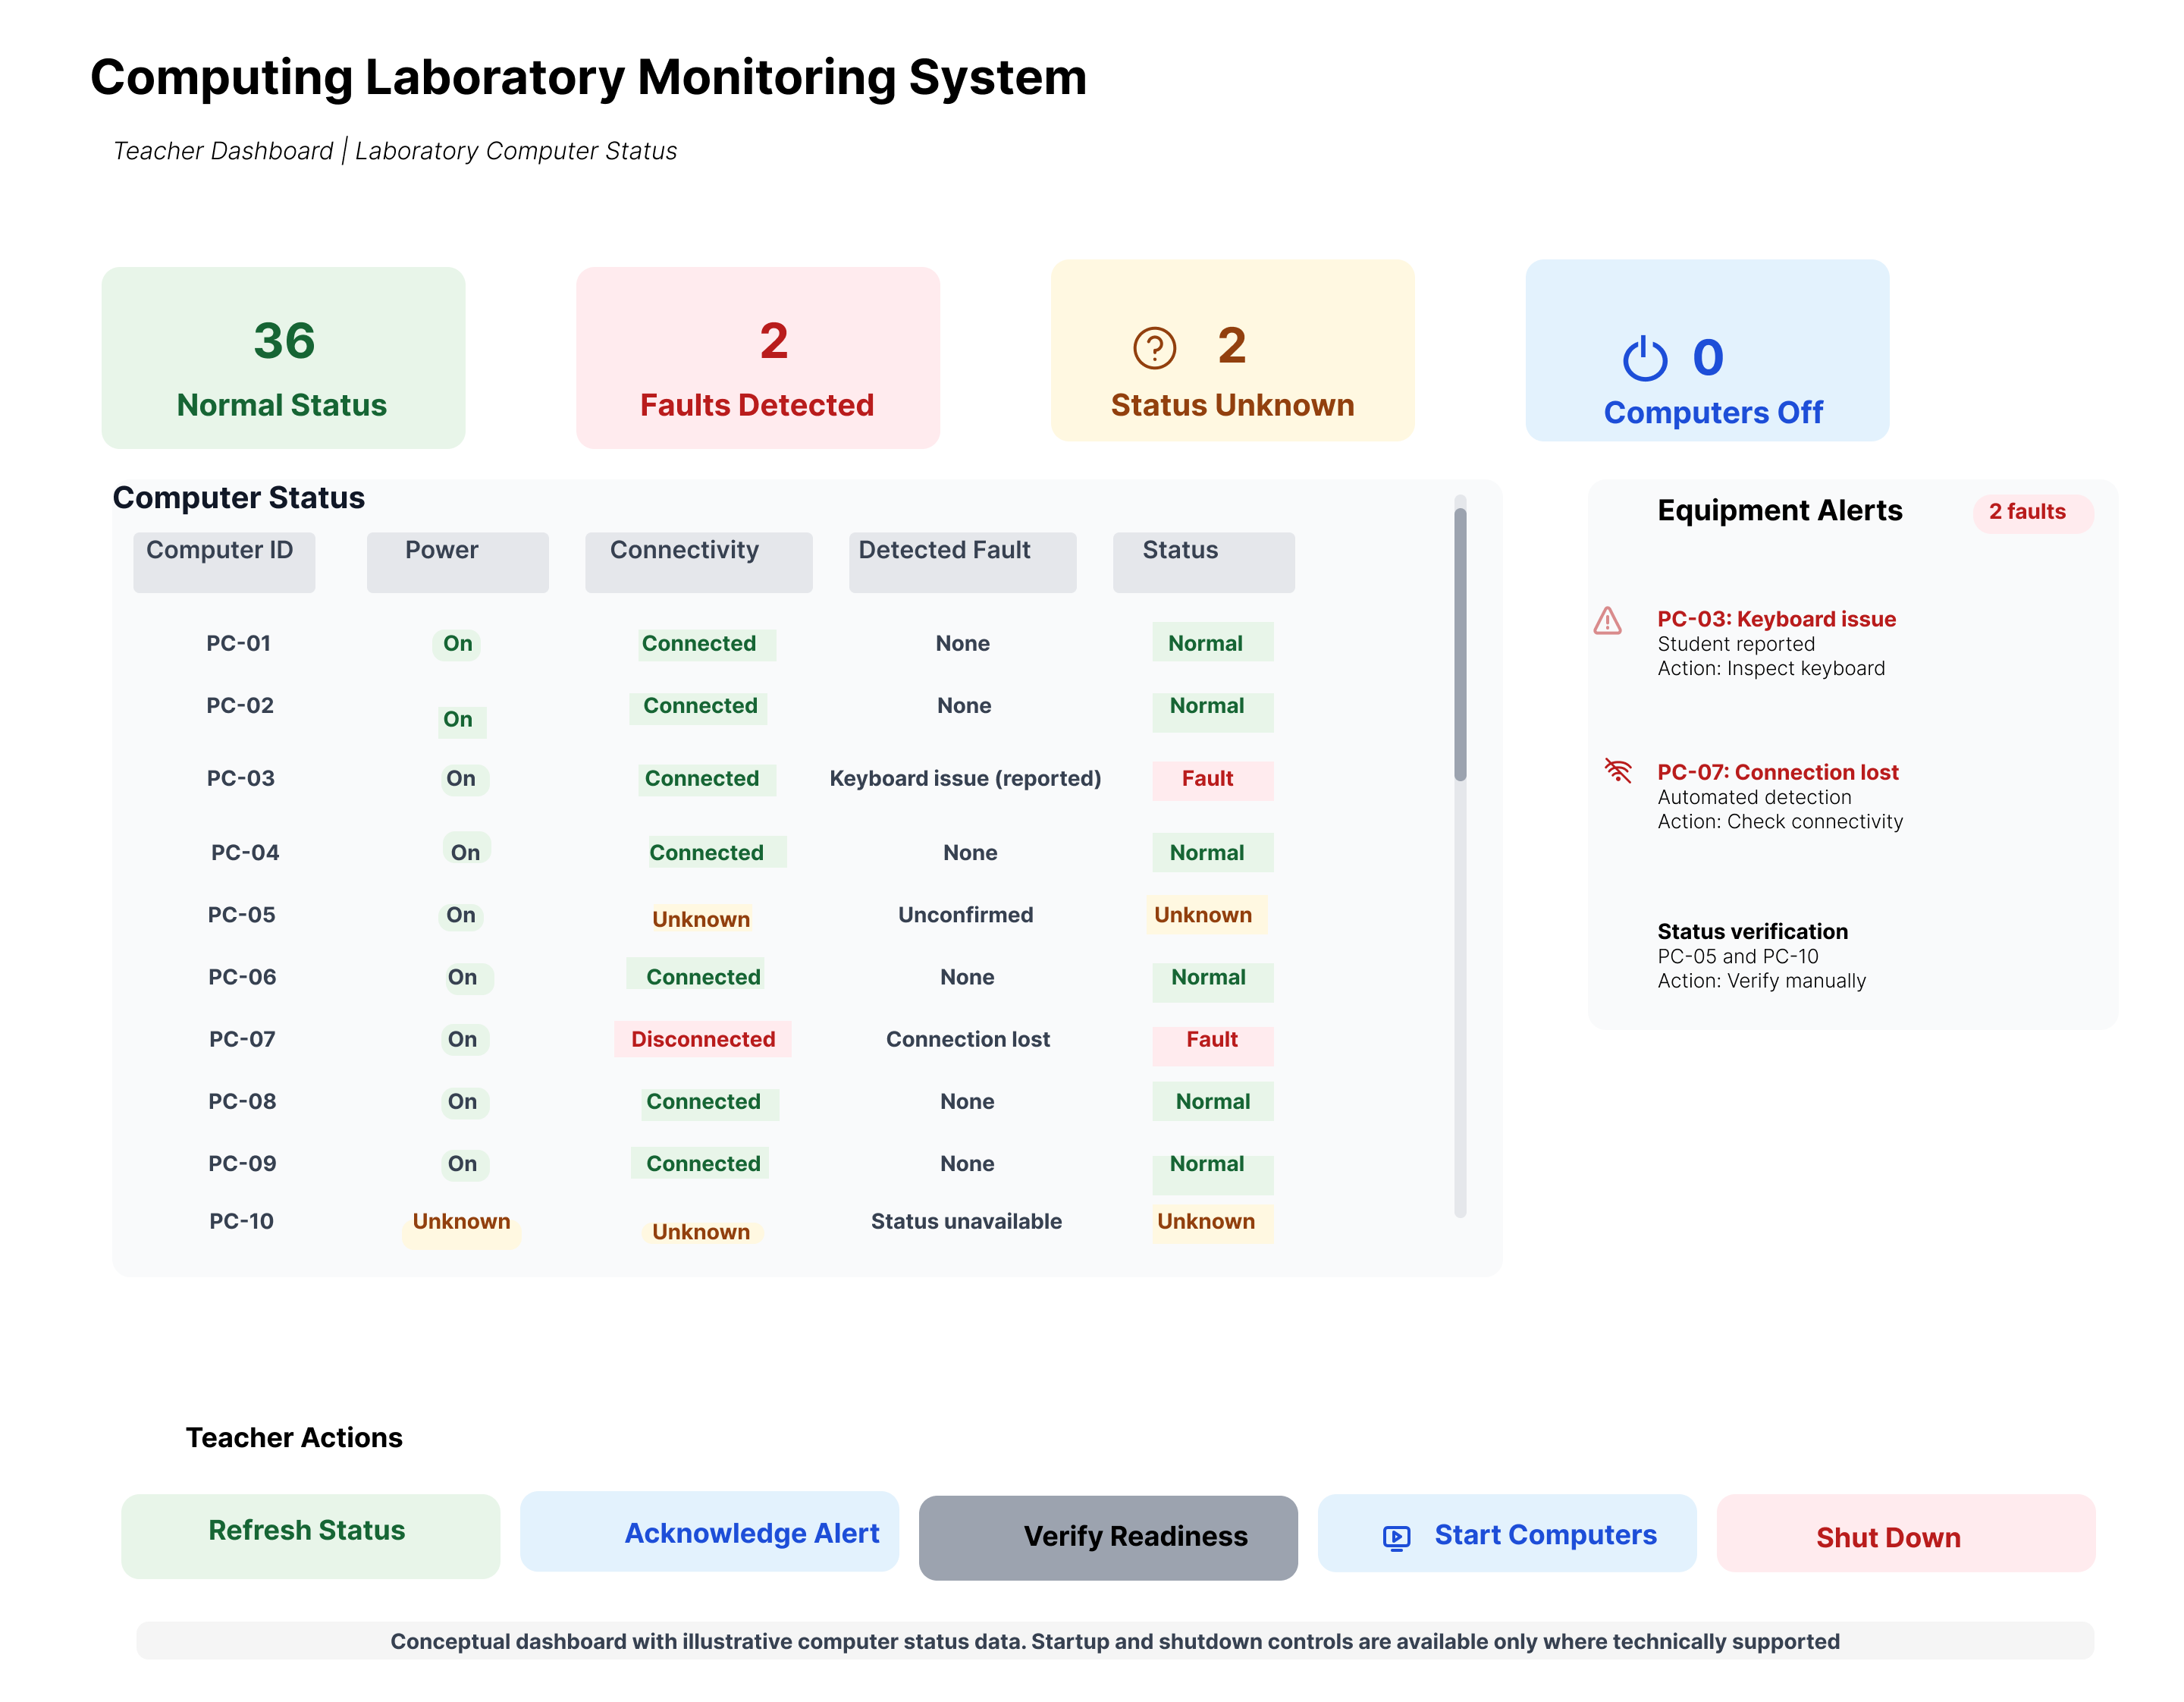 Computing Laboratory Monitoring System
Teacher Dashboard | Laboratory Computer Status
36
Normal Status
2
Faults Detected
2
Status Unknown
0
Computers Off
Computer Status
Computer ID Power Connectivity Detected Fault Status
PC-01 On Connected None Normal
PC-02 On Connected None Normal
PC-03 On Connected Keyboard issue (reported) Fault
PC-04 On Connected None Normal
PC-05 On Unknown Unconfirmed Unknown
PC-06 On Connected None Normal
PC-07 On Disconnected Connection lost Fault
PC-08 On Connected None Normal
PC-09 On Connected None Normal
PC-10 Unknown Unknown Status unavailable Unknown
Equipment Alerts 2 faults
PC-03: Keyboard issue
Student reported
Action: Inspect keyboard
PC-07: Connection lost
Automated detection
Action: Check connectivity
Status verification
PC-05 and PC-10
Action: Verify manually
Teacher Actions
Refresh Status
Acknowledge Alert
Verify Readiness
Start Computers
Shut Down
Conceptual dashboard with illustrative computer status data. Startup and shutdown controls are available only where technically supported